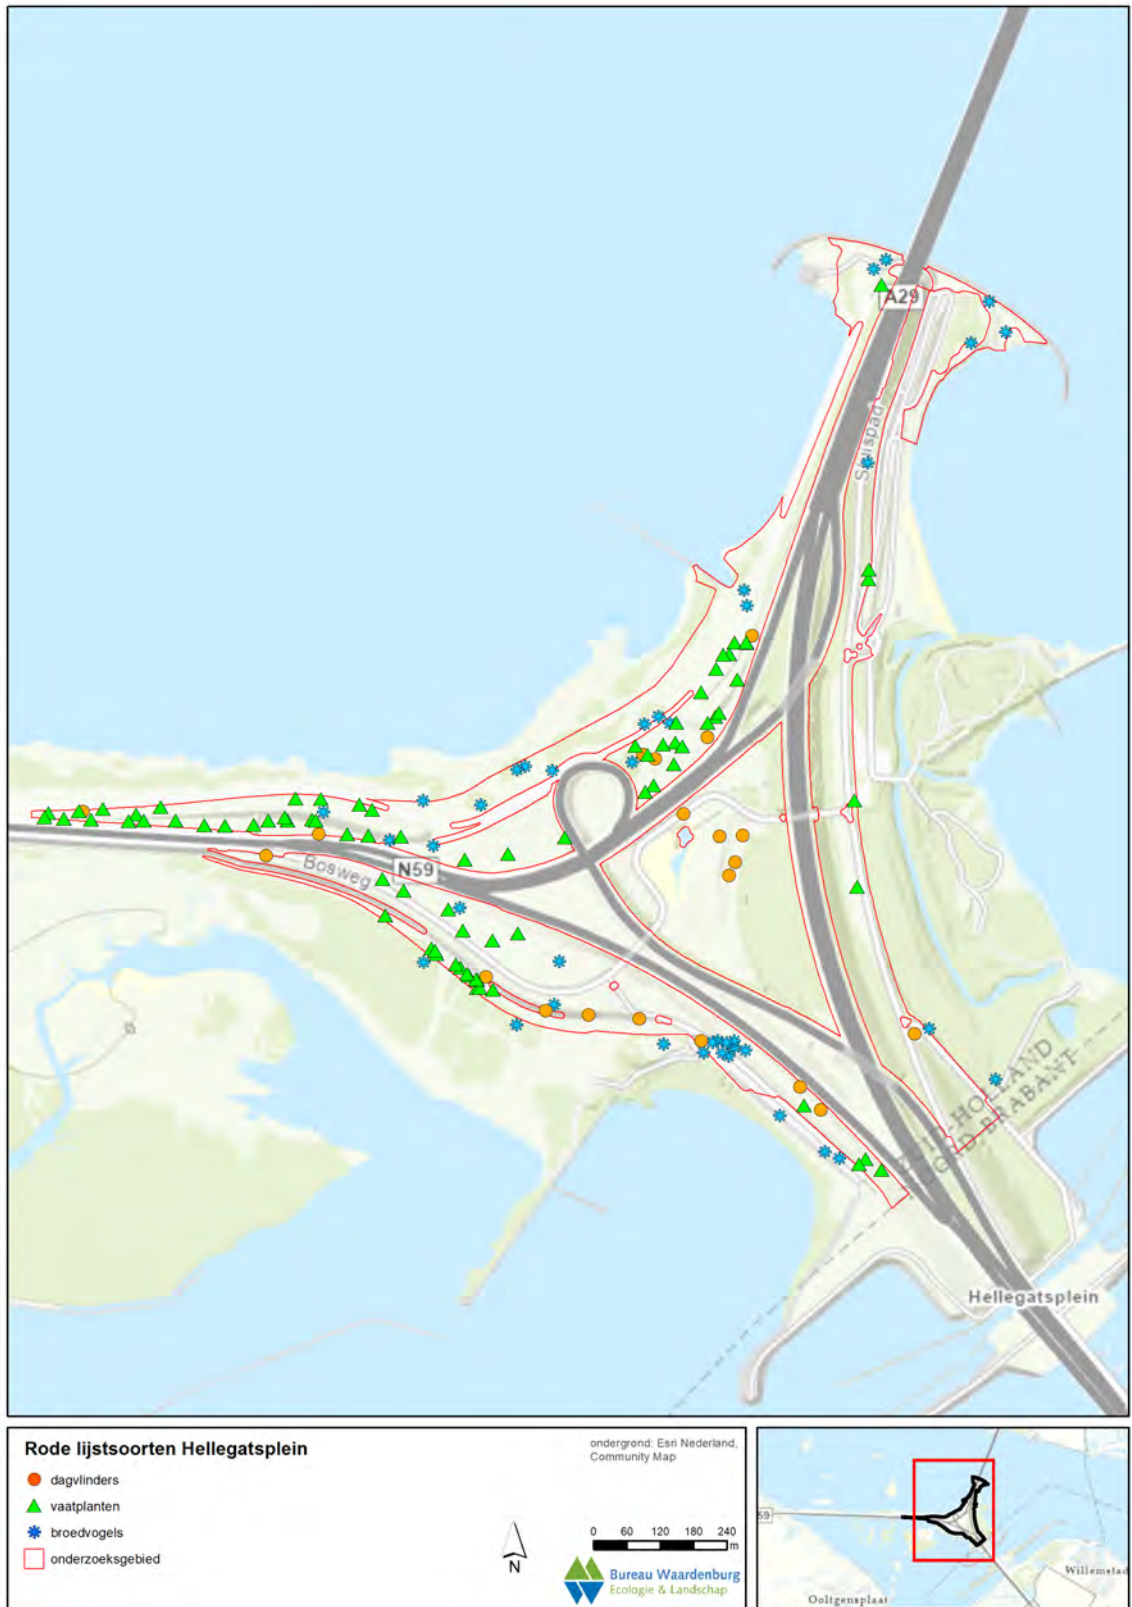 A29
Sluispad
Bosweg
N59
ZUID-HOLLAND
NOORD-BRABANT
Hellegatsplein
Rode lijstsoorten Hellegatsplein
dagvlinders
vaatplanten
broedvogels
onderzoeksgebied
ondergrond: Esri Nederland,
Community Map
0 60 120 180 240
m
N
Bureau Waardenburg
Ecologie & Landschap
59
Willemstad
Ooltgensplaat